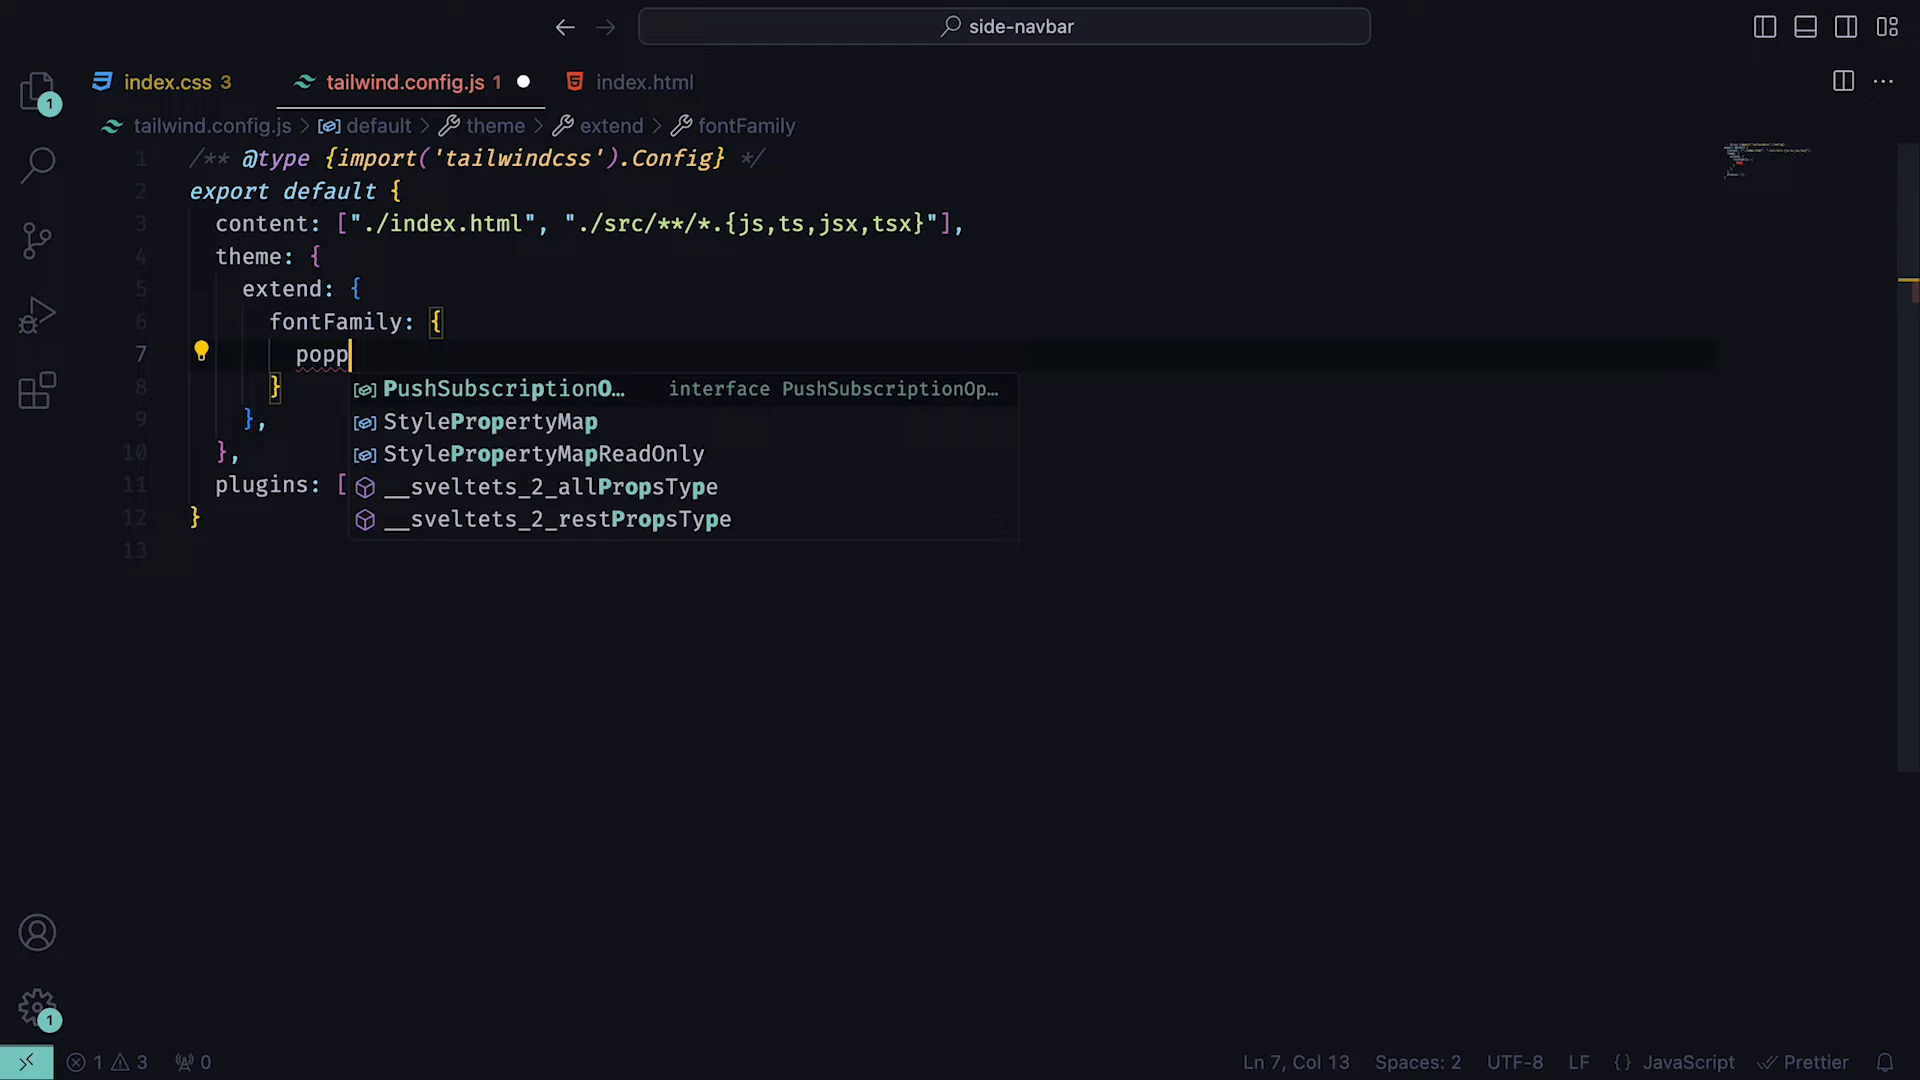 side-navbar
index.css 3
tailwind.config.js 1
index.html
1
tailwind.config.js > default > theme > extend > fontFamily
1 /** @type {import('tailwindcss').Config} */
2 export default {
3 content: ["./index.html", "./src/**/*.{js,ts,jsx,tsx}"],
4 theme: {
5 extend: {
6 fontFamily: {
7 popp
8 }
PushSubscriptionO… interface PushSubscriptionOp…
9 },
StylePropertyMap
10 },
StylePropertyMapReadOnly
11 plugins: [
__sveltets_2_allPropsType
12 }
__sveltets_2_restPropsType
13
1
1 3 0
Ln 7, Col 13 Spaces: 2 UTF-8 LF {} JavaScript Prettier